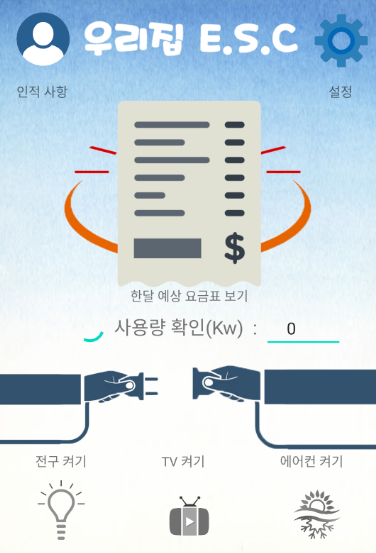 우리집 E.S.C
인적 사항
설정
$
한달 예상 요금표 보기
사용량 확인(Kw) : 0
전구 켜기
TV 켜기
에어컨 켜기